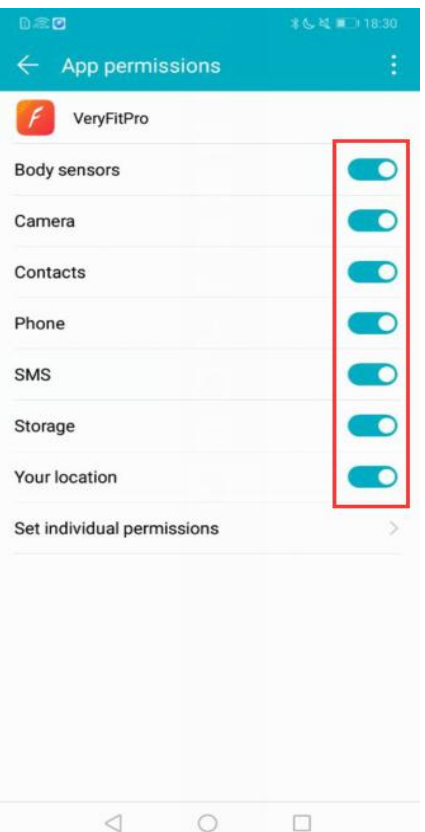 18:30
App permissions
VeryFitPro
Body sensors
Camera
Contacts
Phone
SMS
Storage
Your location
Set individual permissions